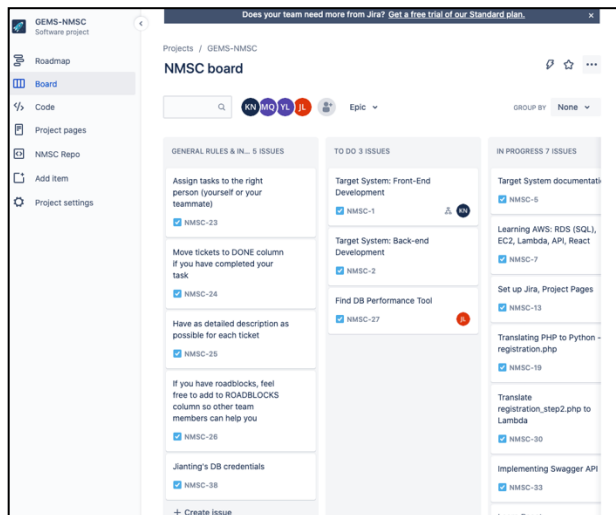 GEMS-NMSC
Software project
Does your team need more from Jira? Get a free trial of our Standard plan.
Roadmap
Board
Code
Project pages
NMSC Repo
Add item
Project settings
Projects / GEMS-NMSC
NMSC board
KN MQ YL JL
Epic
GROUP BY None
GENERAL RULES & IN... 5 ISSUES
Assign tasks to the right
person (yourself or your
teammate)
NMSC-23
Move tickets to DONE column
if you have completed your
task
NMSC-24
Have as detailed description as
possible for each ticket
NMSC-25
If you have roadblocks, feel
free to add to ROADBLOCKS
column so other team
members can help you
NMSC-26
Jianting's DB credentials
NMSC-38
+ Create issue
TO DO 3 ISSUES
Target System: Front-End
Development
NMSC-1 KN
Target System: Back-end
Development
NMSC-2
Find DB Performance Tool
NMSC-27 JL
IN PROGRESS 7 ISSUES
Target System documentati
NMSC-5
Learning AWS: RDS (SQL),
EC2, Lambda, API, React
NMSC-7
Set up Jira, Project Pages
NMSC-13
Translating PHP to Python -
registration.php
NMSC-19
Translate
registration_step2.php to
Lambda
NMSC-30
Implementing Swagger API
NMSC-33